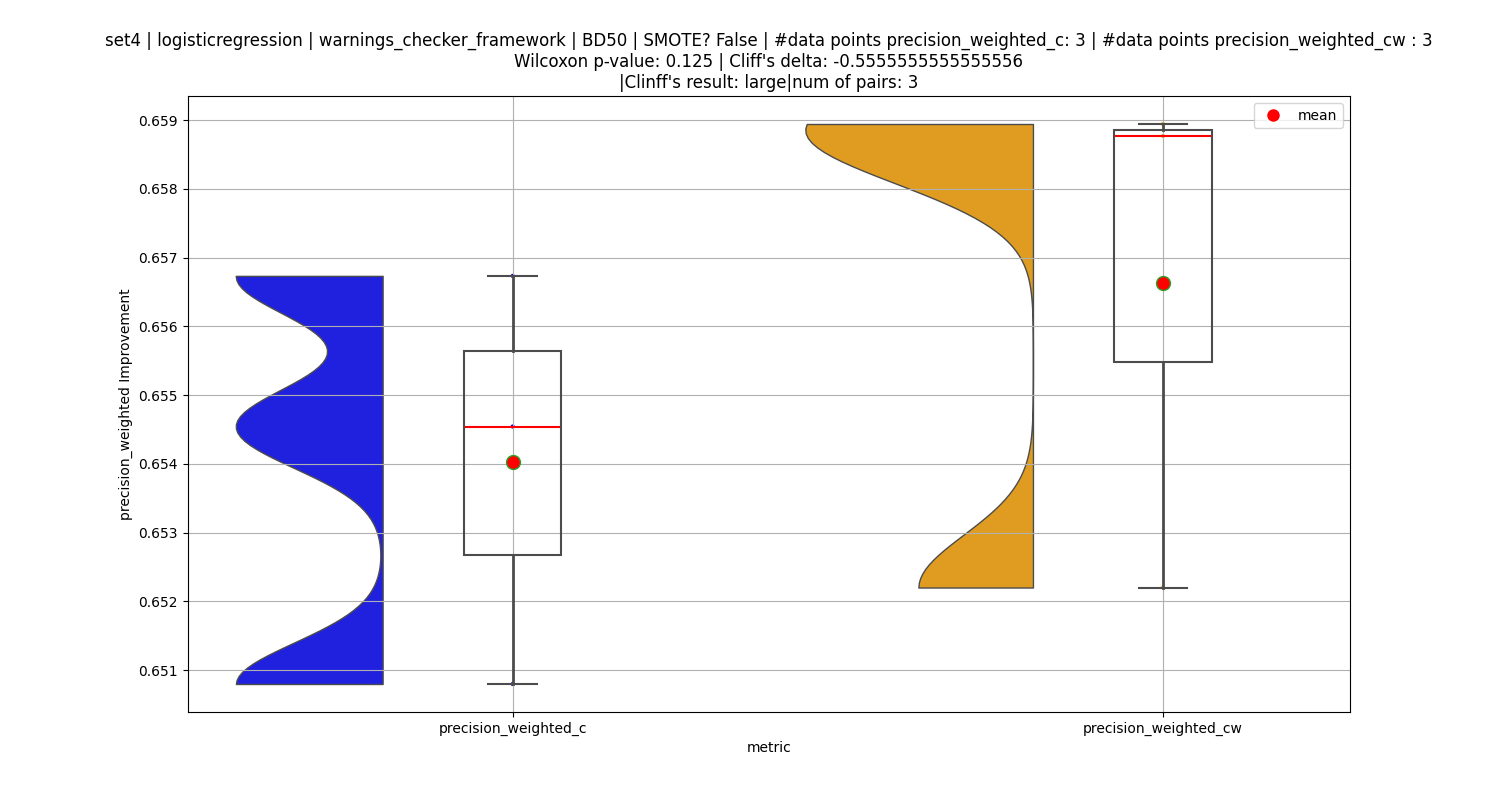 set4 | logisticregression | warnings_checker_framework | BD50 | SMOTE? False | #data points precision_weighted_c: 3 | #data points precision_weighted_cw : 3
Wilcoxon p-value: 0.125 | Cliff's delta: -0.5555555555555556
|Clinff's result: large|num of pairs: 3
mean
precision_weighted Improvement
0.659
0.658
0.657
0.656
0.655
0.654
0.653
0.652
0.651
precision_weighted_c
precision_weighted_cw
metric